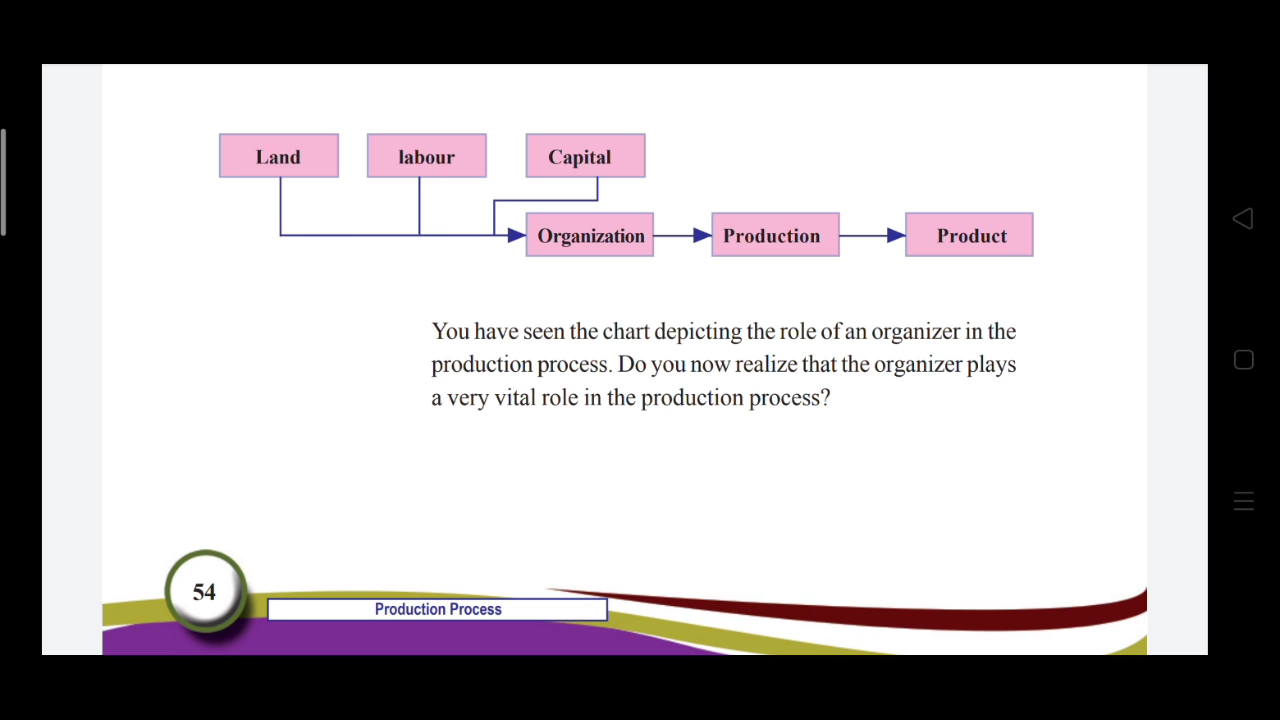 Land
labour
Capital
Organization
Production
Product
You have seen the chart depicting the role of an organizer in the
production process. Do you now realize that the organizer plays
a very vital role in the production process?
54
Production Process